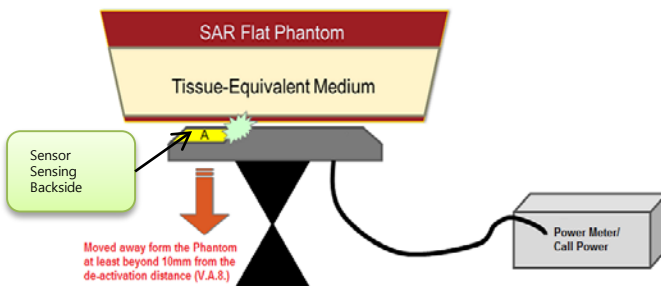 SAR Flat Phantom
Tissue-Equivalent Medium
A
Sensor
Sensing
Backside
Moved away form the Phantom
at least beyond 10mm from the
de-activation distance (V.A.8.)
Power Meter/
Call Power